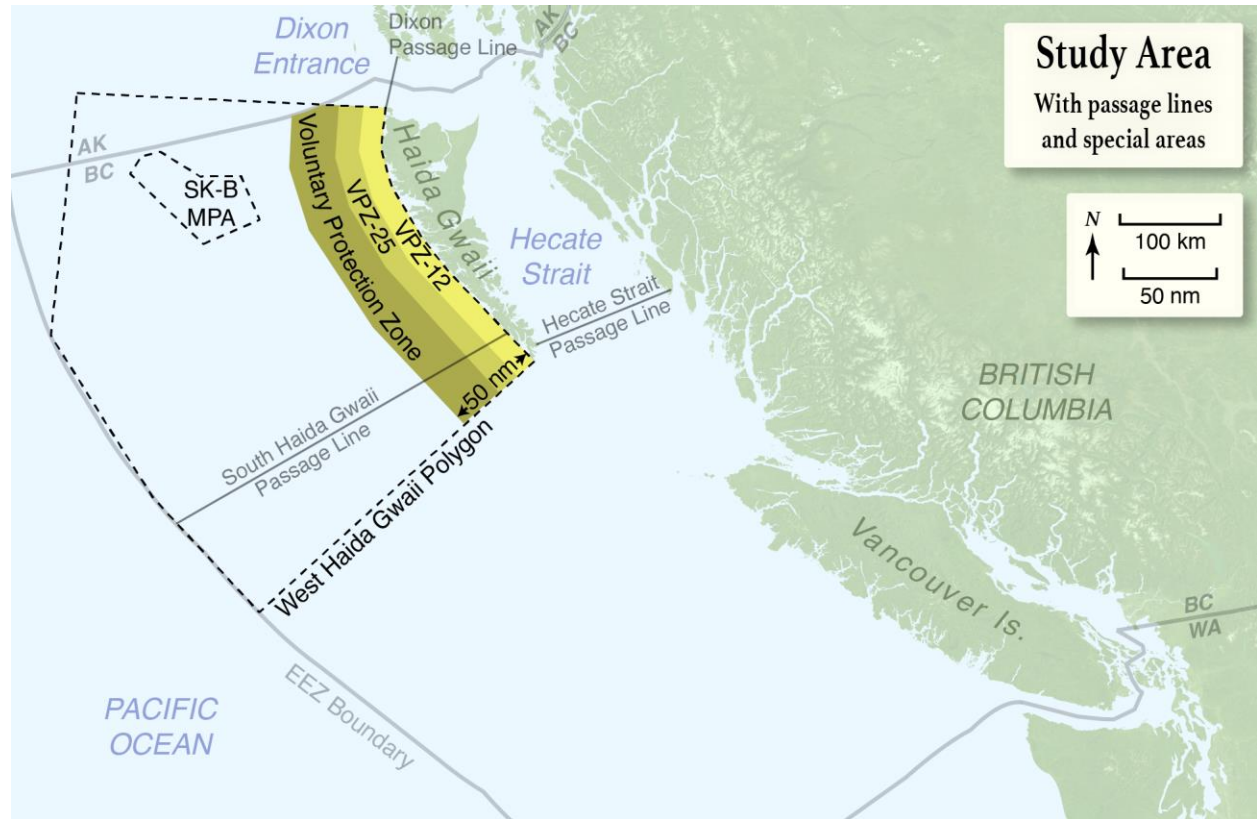 Dixon
Entrance
Dixon
Passage Line
AK
BC
Study Area
With passage lines
and special areas
N
100 km
50 nm
AK
BC
SK-B
MPA
Voluntary Protection Zone
VPZ-25
VPZ-12
Haida Gwaii
Hecate
Strait
Hecate Strait
Passage Line
50 nm
South Haida Gwaii
Passage Line
West Haida Gwaii Polygon
BRITISH
COLUMBIA
Vancouver Is.
BC
WA
EEZ Boundary
PACIFIC
OCEAN